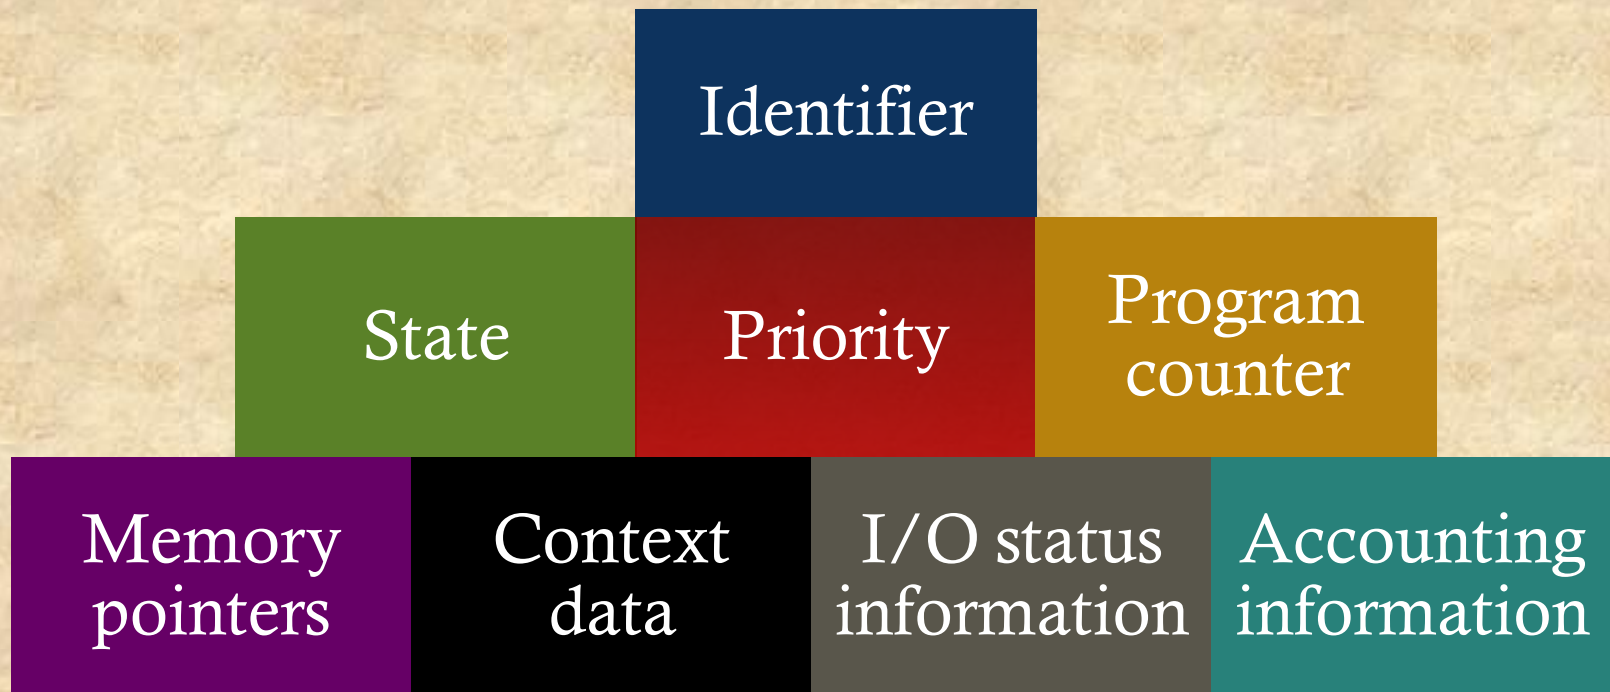 Identifier
State
Priority
Program
counter
Memory
pointers
Context
data
I/O status
information
Accounting
information